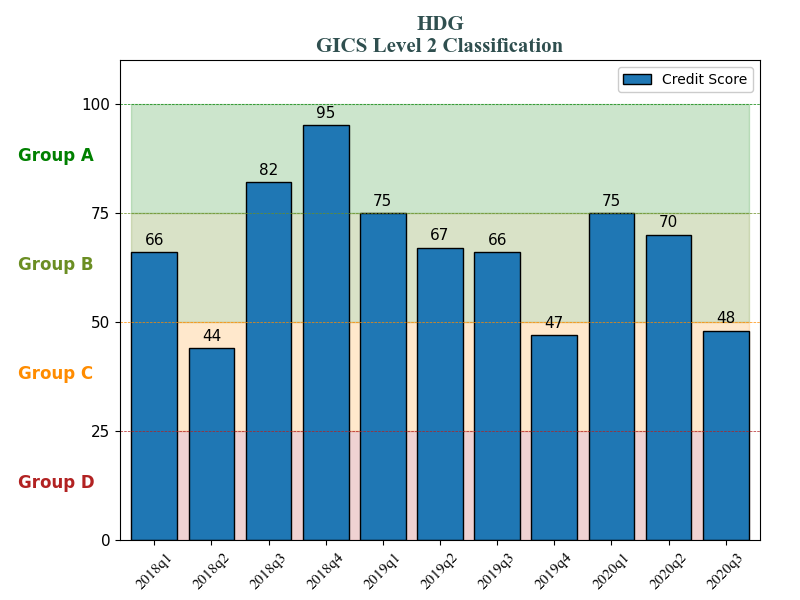 HDG
GICS Level 2 Classification
Credit Score
100
75
50
25
0
Group A
Group B
Group C
Group D
66
44
82
95
75
67
66
47
75
70
48
2018q1
2018q2
2018q3
2018q4
2019q1
2019q2
2019q3
2019q4
2020q1
2020q2
2020q3